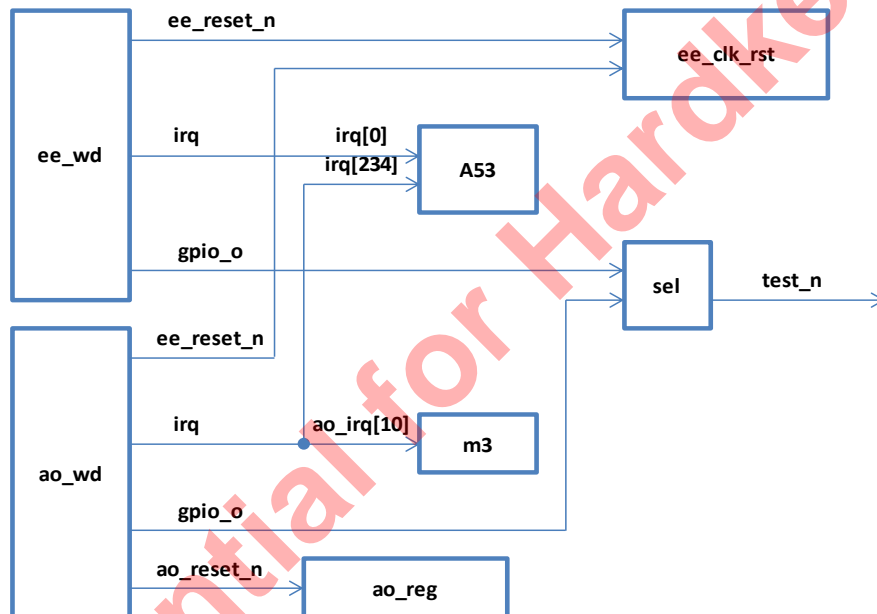 ee_reset_n
ee_clk_rst
irq
irq[0]
ee_wd
irq[234]
A53
gpio_o
sel
test_n
ee_reset_n
irq
ao_irq[10]
m3
ao_wd
gpio_o
ao_reset_n
ao_reg
ntial for Hardke